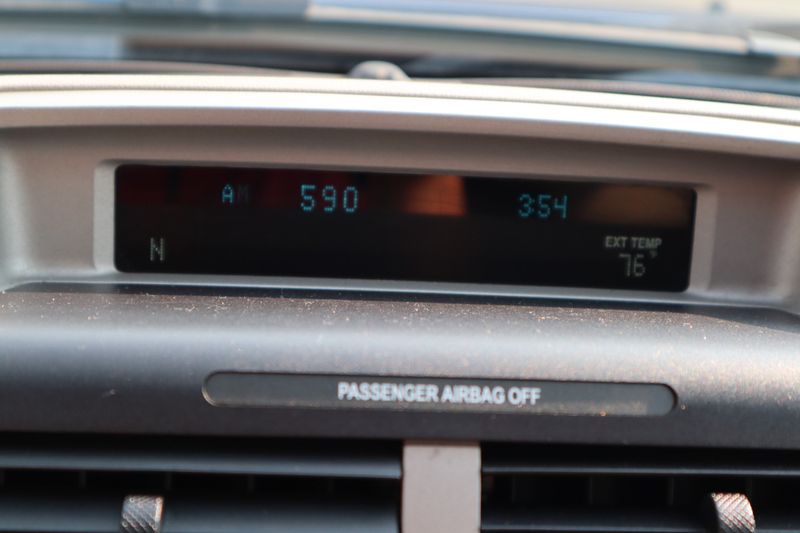 AM 590 3:54
N EXT TEMP
76 °F
PASSENGER AIRBAG OFF